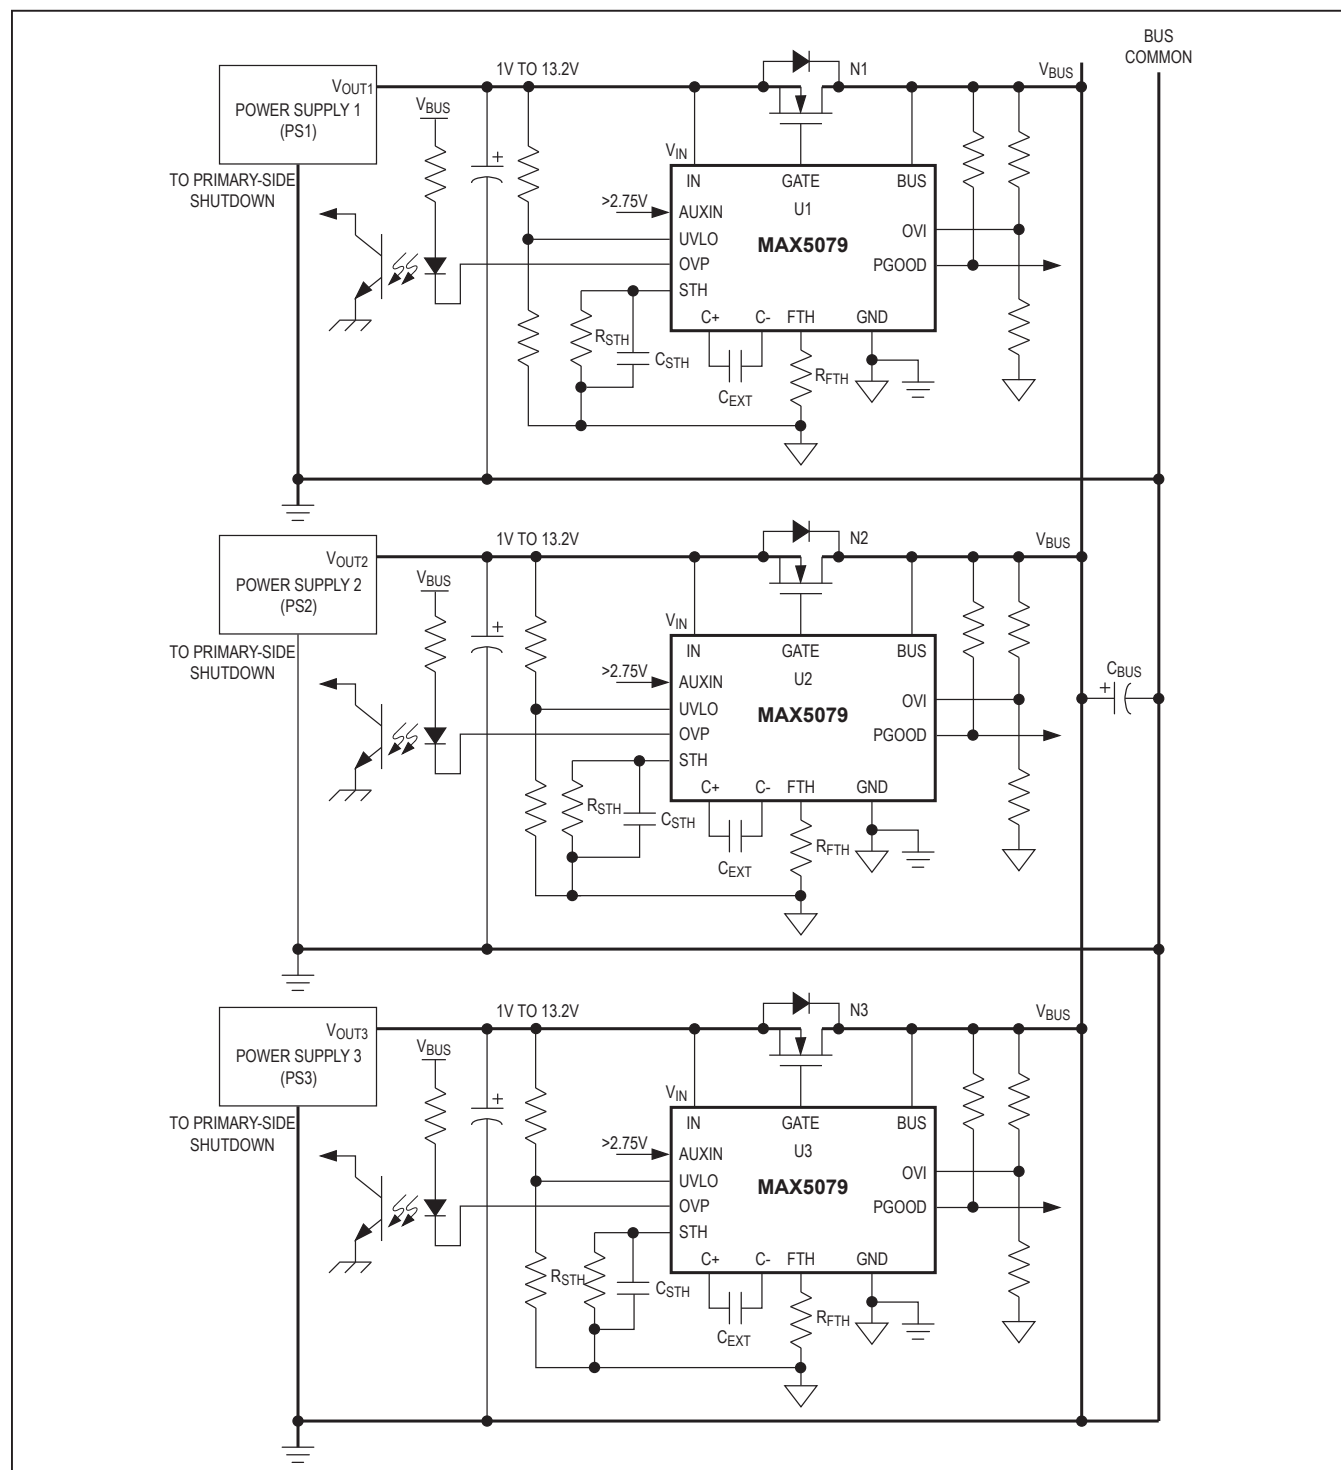 BUS
COMMON
1V TO 13.2V
N1
VBUS
VOUT1
POWER SUPPLY 1
(PS1)
VBUS
TO PRIMARY-SIDE
SHUTDOWN
VIN
IN
GATE
BUS
>2.75V
AUXIN
U1
UVLO
MAX5079
OVI
OVP
PGOOD
STH
C+
C-
FTH
GND
RSTH
CSTH
CEXT
RFTH
1V TO 13.2V
N2
VBUS
VOUT2
POWER SUPPLY 2
(PS2)
VBUS
TO PRIMARY-SIDE
SHUTDOWN
VIN
IN
GATE
BUS
>2.75V
AUXIN
U2
UVLO
MAX5079
OVI
OVP
PGOOD
STH
C+
C-
FTH
GND
RSTH
CSTH
CEXT
RFTH
CBUS
+
1V TO 13.2V
N3
VBUS
VOUT3
POWER SUPPLY 3
(PS3)
VBUS
TO PRIMARY-SIDE
SHUTDOWN
VIN
IN
GATE
BUS
>2.75V
AUXIN
U3
UVLO
MAX5079
OVI
OVP
PGOOD
STH
C+
C-
FTH
GND
RSTH
CSTH
CEXT
RFTH